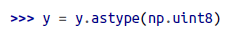 >>> y = y.astype(np.uint8)